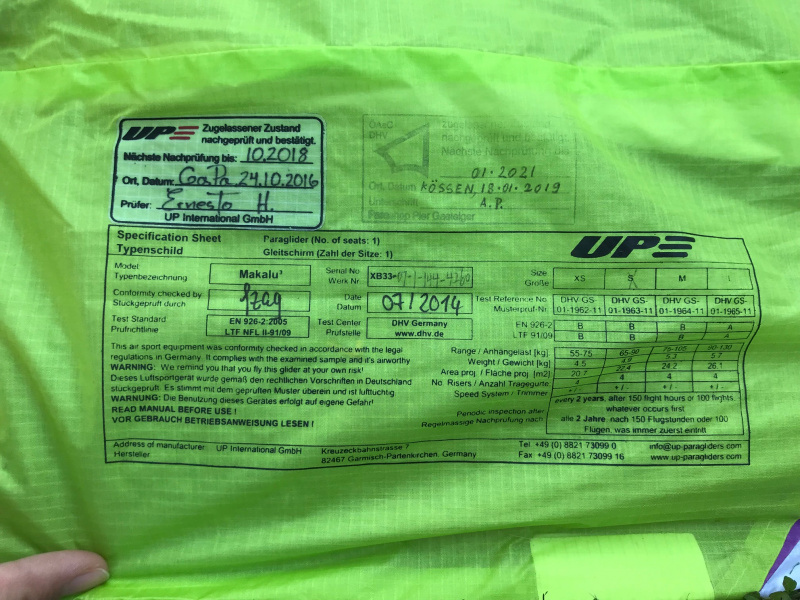 UP
Zugelassener Zustand
nachgeprüft und bestätigt.
Nächste Nachprüfung bis: 10.2018
Ort, Datum: GaPa 24.10.2016
Prüfer: Ernesto H.
UP International GmbH
DHV
Nächste Nachprüfung bis
01.2021
Ort, Datum KÖSSEN, 18.01.2019
Unterschrift A.P.
Specification Sheet
Typenschild
Paraglider (No. of seats: 1)
Gleitschirm (Zahl der Sitze: 1)
UP
Model
Typenbezeichnung
Makalu³
Serial No
Werk Nr.
XB33-
Size
Größe
XS S M L
Conformity checked by
Stückgeprüft durch
Date
Datum
07/2014
Test Reference No
Musterpruf-Nr.
DHV GS-01-1962-11
DHV GS-01-1963-11
DHV GS-01-1964-11
DHV GS-01-1965-11
Test Standard
Prüfrichtlinie
EN 926-2:2005
LTF NFL II-91/09
Test Center
Prüfstelle
DHV Germany
www.dhv.de
EN 926-2 B B B A
LTF 91/09 B B B A
This air sport equipment was conformity checked in accordance with the legal
regulations in Germany. It complies with the examined sample and it's airworthy
WARNING: We remind you that you fly this glider at your own risk!
Dieses Luftsportgerät wurde gemäß den rechtlichen Vorschriften in Deutschland
stückgeprüft. Es stimmt mit dem geprüften Muster überein und ist lufttüchtig
WARNUNG: Die Benutzung dieses Gerätes erfolgt auf eigene Gefahr!
READ MANUAL BEFORE USE !
VOR GEBRAUCH BETRIEBSANWEISUNG LESEN !
Range / Anhängelast [kg] 55-75 65-90
Weight / Gewicht [kg] 4.5 4.9 5.3 5.7
Area proj / Fläche proj. [m2] 20.7 22.4 24.2 26.1
No. Risers / Anzahl Tragegurte 4 4 4
Speed System / Trimmer +/- +/- +/-
Periodic inspection after
Regelmässige Nachprüfung nach
every 2 years, after 150 flight hours or 100 flights,
whatever occurs first
alle 2 Jahre, nach 150 Flugstunden oder 100
Flügen, was immer zuerst eintritt
Address of manufacturer
Hersteller
UP International GmbH
Kreuzeckbahnstrasse 7
82467 Garmisch-Partenkirchen, Germany
Tel +49 (0) 8821 73099 0
Fax +49 (0) 8821 73099 16
info@up-paragliders.com
www.up-paragliders.com